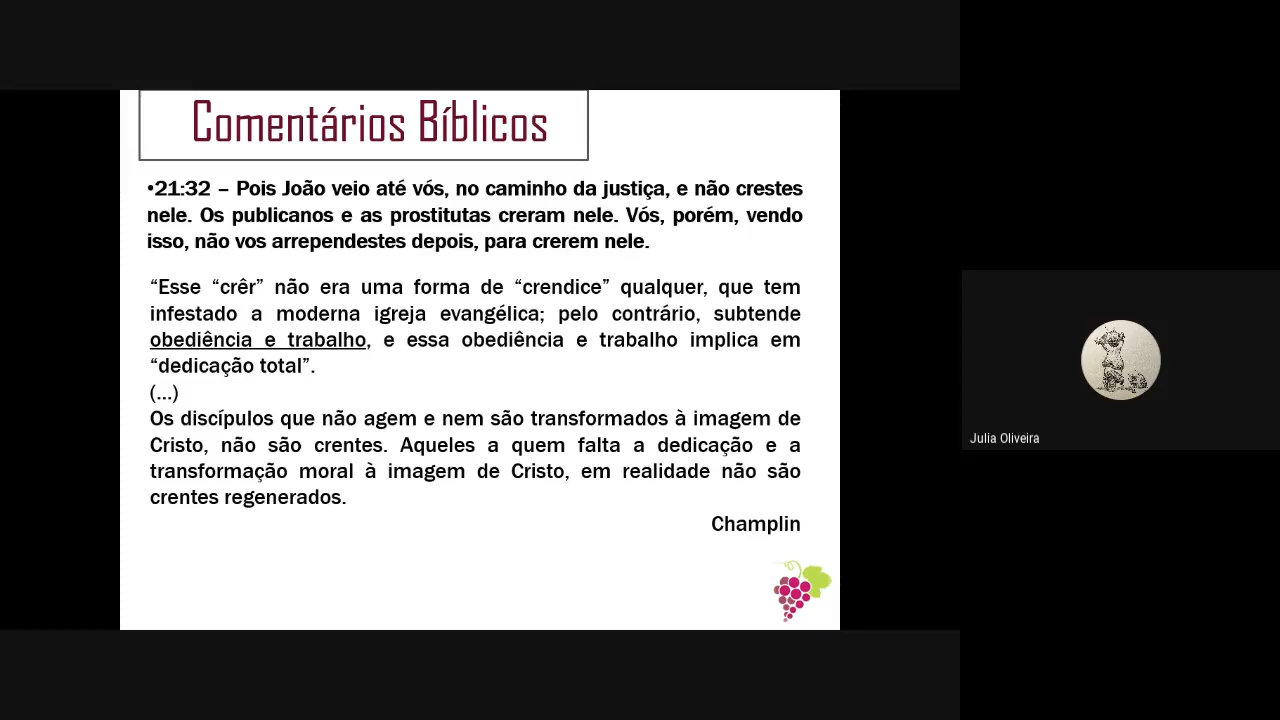 Comentários Bíblicos
•21:32 – Pois João veio até vós, no caminho da justiça, e não crestes
nele. Os publicanos e as prostitutas creram nele. Vós, porém, vendo
isso, não vos arrependestes depois, para crerem nele.
“Esse “crêr” não era uma forma de “crendice” qualquer, que tem
infestado a moderna igreja evangélica; pelo contrário, subtende
obediência e trabalho, e essa obediência e trabalho implica em
“dedicação total”.
(...)
Os discípulos que não agem e nem são transformados à imagem de
Cristo, não são crentes. Aqueles a quem falta a dedicação e a
transformação moral à imagem de Cristo, em realidade não são
crentes regenerados.
Champlin
Julia Oliveira